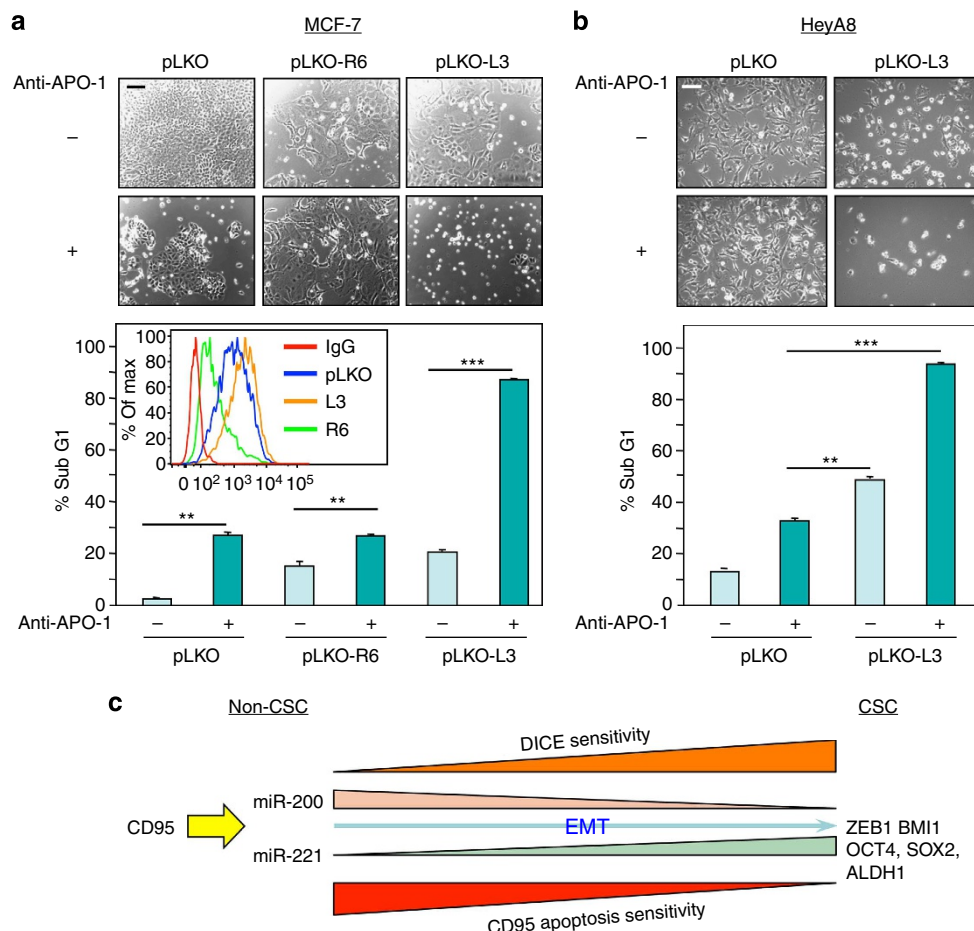 a
MCF-7
pLKO pLKO-R6 pLKO-L3
Anti-APO-1
–
+
% Sub G1
100
80
60
40
20
0
% Of max
100
80
60
40
20
0
0 10² 10³ 10⁴ 10⁵
IgG
pLKO
L3
R6
**
**
***
Anti-APO-1 – + – + – +
pLKO pLKO-R6 pLKO-L3
b
HeyA8
pLKO pLKO-L3
Anti-APO-1
–
+
% Sub G1
100
80
60
40
20
0
***
**
Anti-APO-1 – + – +
pLKO pLKO-L3
c
Non-CSC
CSC
DICE sensitivity
miR-200
CD95
EMT
miR-221
ZEB1 BMI1
OCT4, SOX2,
ALDH1
CD95 apoptosis sensitivity